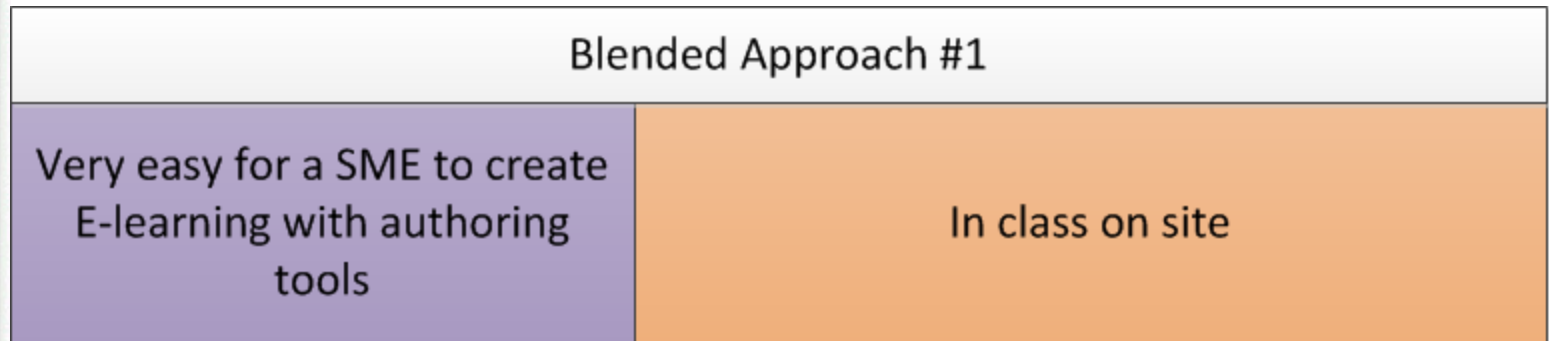 Blended Approach #1
Very easy for a SME to create
E-learning with authoring
tools
In class on site